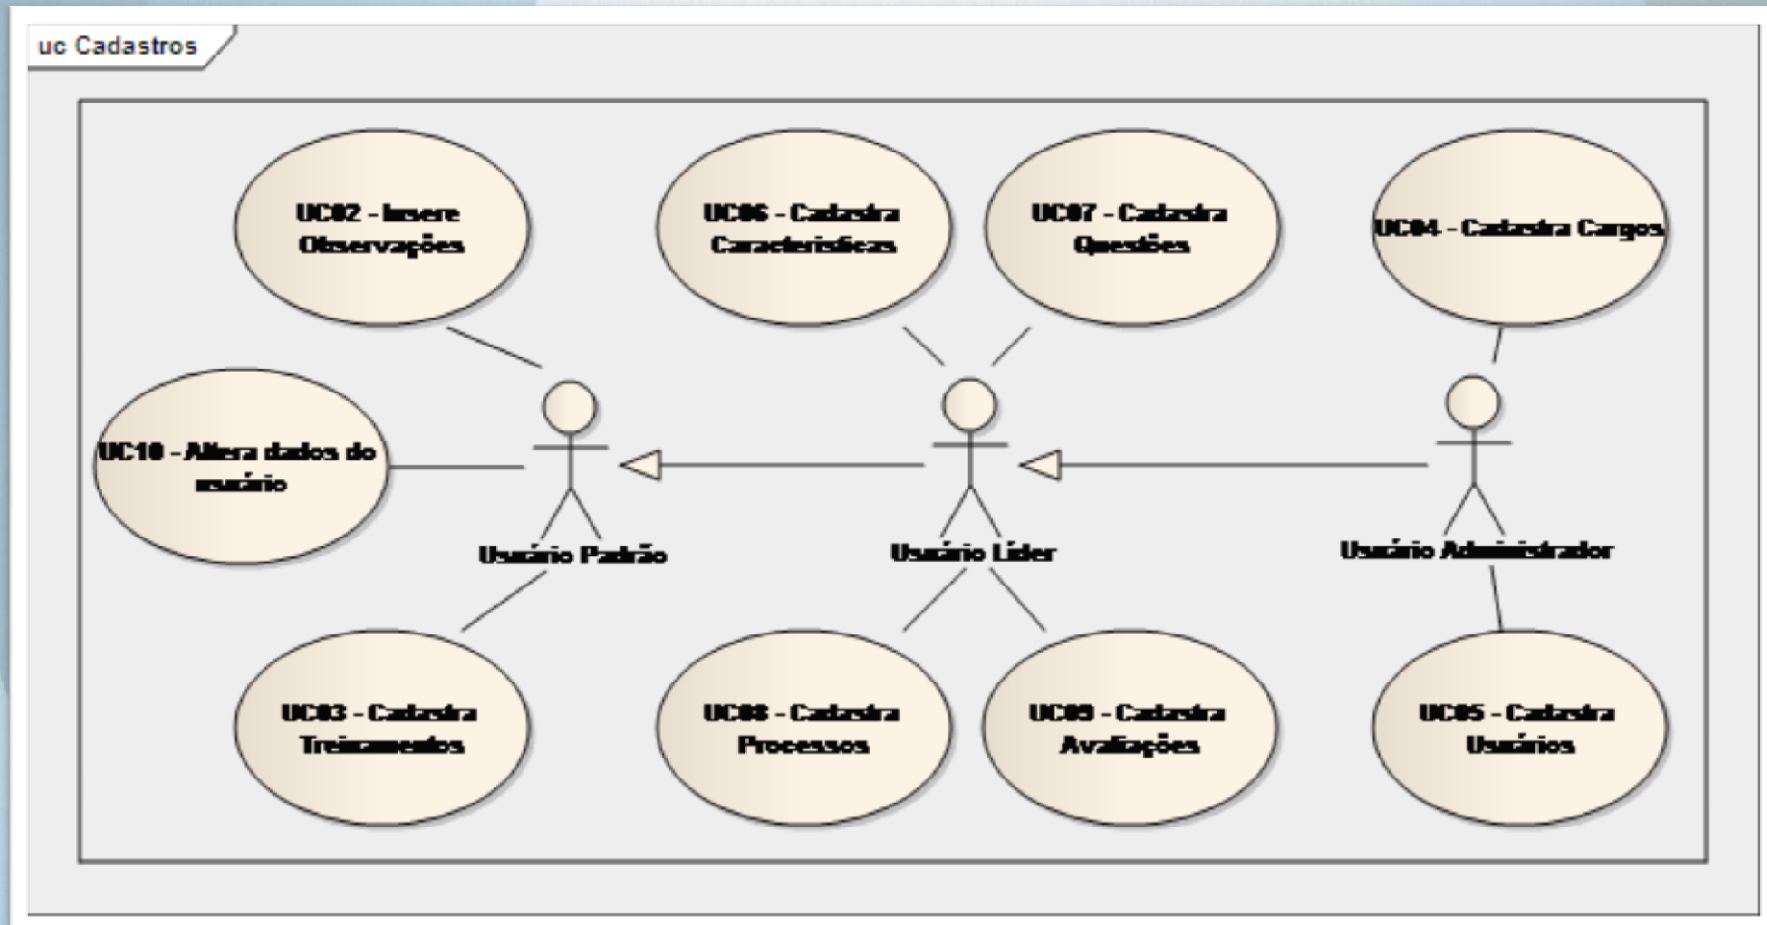 uc Cadastros
UC02 - Insere
Observações
UC06 - Cadastra
Características
UC07 - Cadastra
Questões
UC04 - Cadastra Cargos
UC10 - Altera dados do
usuário
Usuário Padrão
Usuário Líder
Usuário Administrador
UC03 - Cadastra
Treinamentos
UC08 - Cadastra
Processos
UC09 - Cadastra
Avaliações
UC05 - Cadastra
Usuários